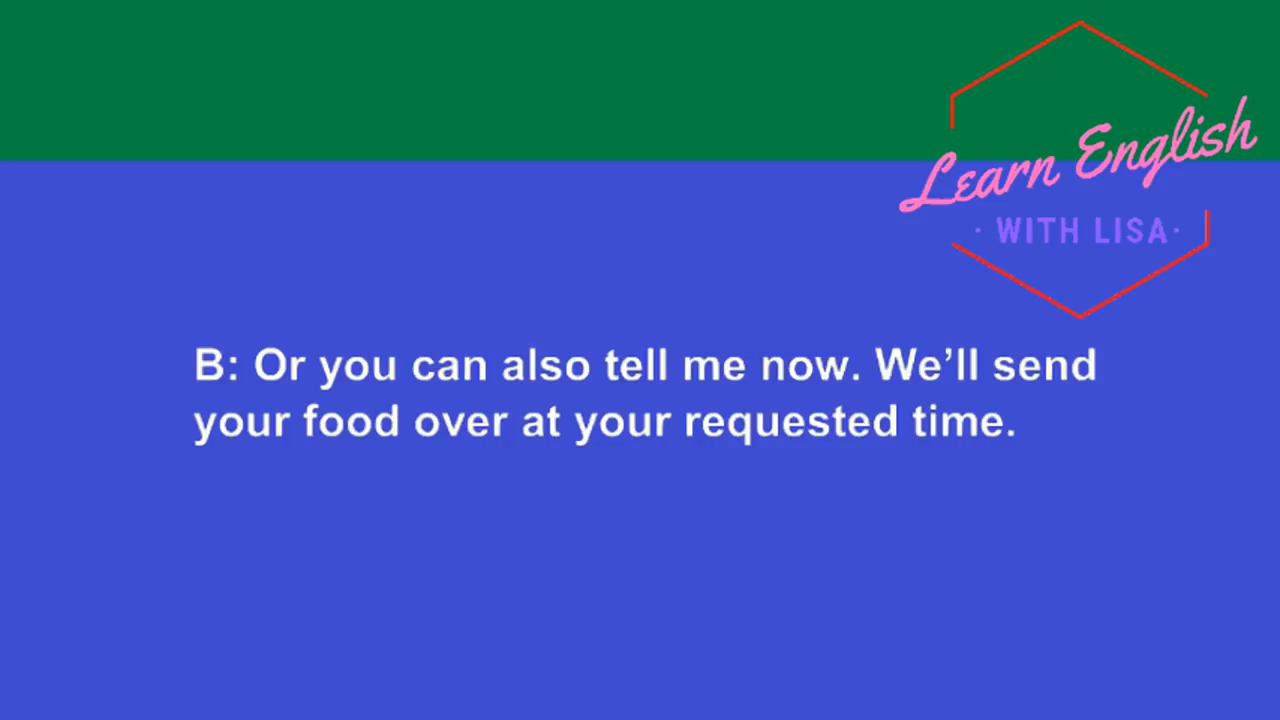 Learn English
· WITH LISA·
B: Or you can also tell me now. We’ll send
your food over at your requested time.